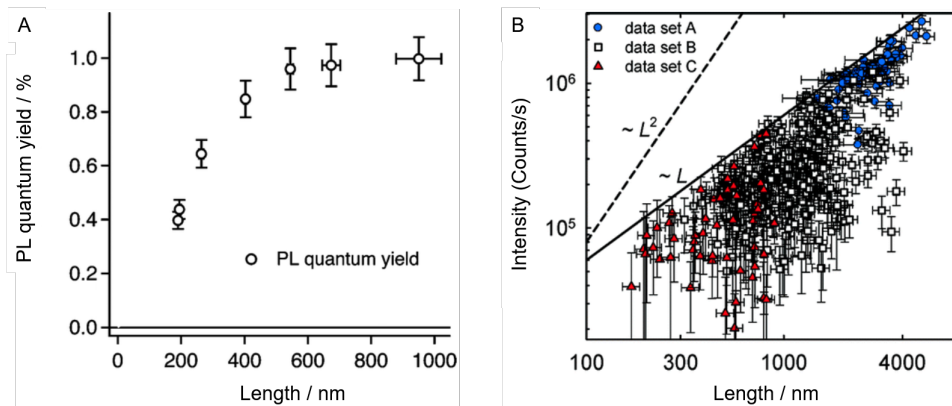 A
PL quantum yield / %
1.0
0.8
0.6
0.4
0.2
0.0
PL quantum yield
0
200
400
600
800
1000
Length / nm
B
Intensity (Counts/s)
10⁶
10⁵
data set A
data set B
data set C
~ L²
~ L
100
300
1000
4000
Length / nm